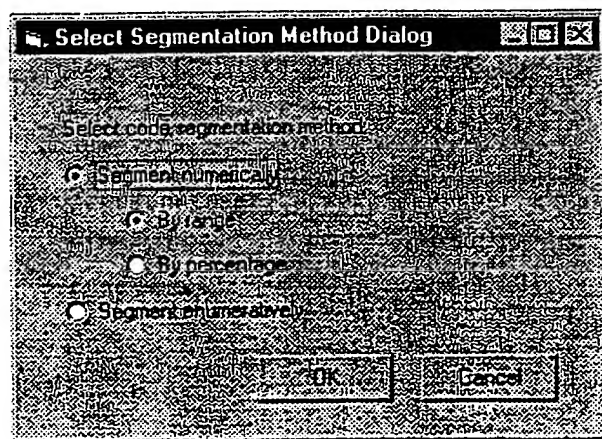 Select Segmentation Method Dialog
Select code segmentation method
Segment numerically
By range
By percentage
Segment enumeratively
OK
Cancel